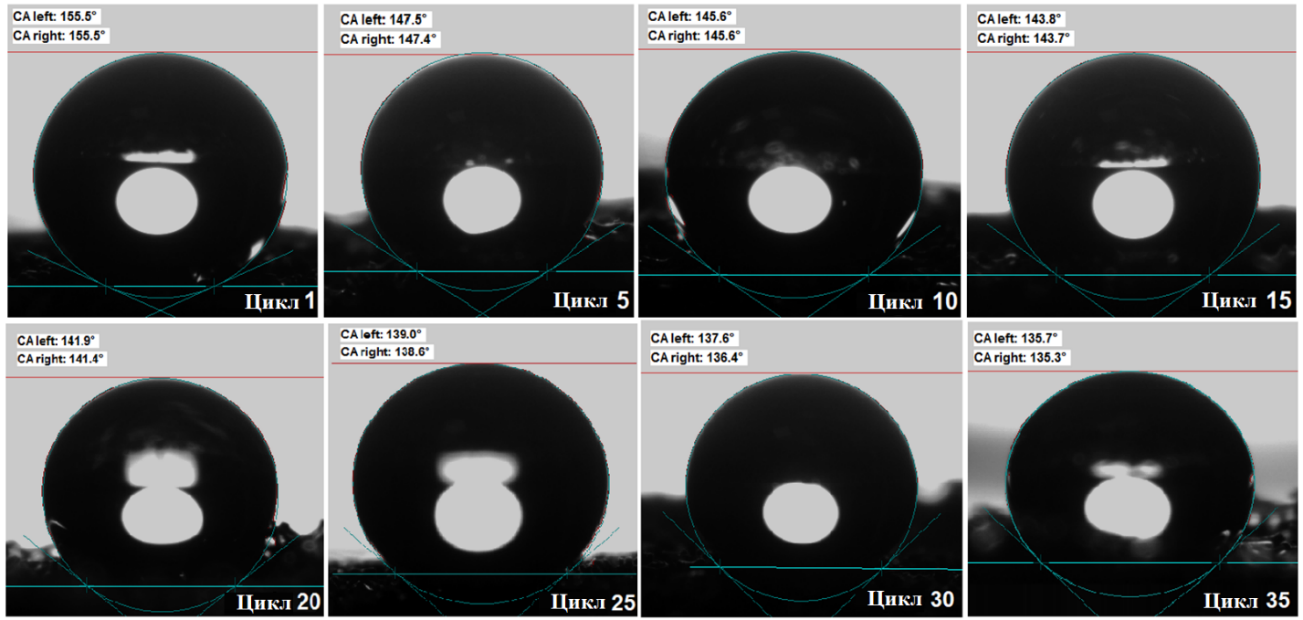 CA left: 155.5°
CA right: 155.5°
Цикл 1
CA left: 147.5°
CA right: 147.4°
Цикл 5
CA left: 145.6°
CA right: 145.6°
Цикл 10
CA left: 143.8°
CA right: 143.7°
Цикл 15
CA left: 141.9°
CA right: 141.4°
Цикл 20
CA left: 139.0°
CA right: 138.6°
Цикл 25
CA left: 137.6°
CA right: 136.4°
Цикл 30
CA left: 135.7°
CA right: 135.3°
Цикл 35